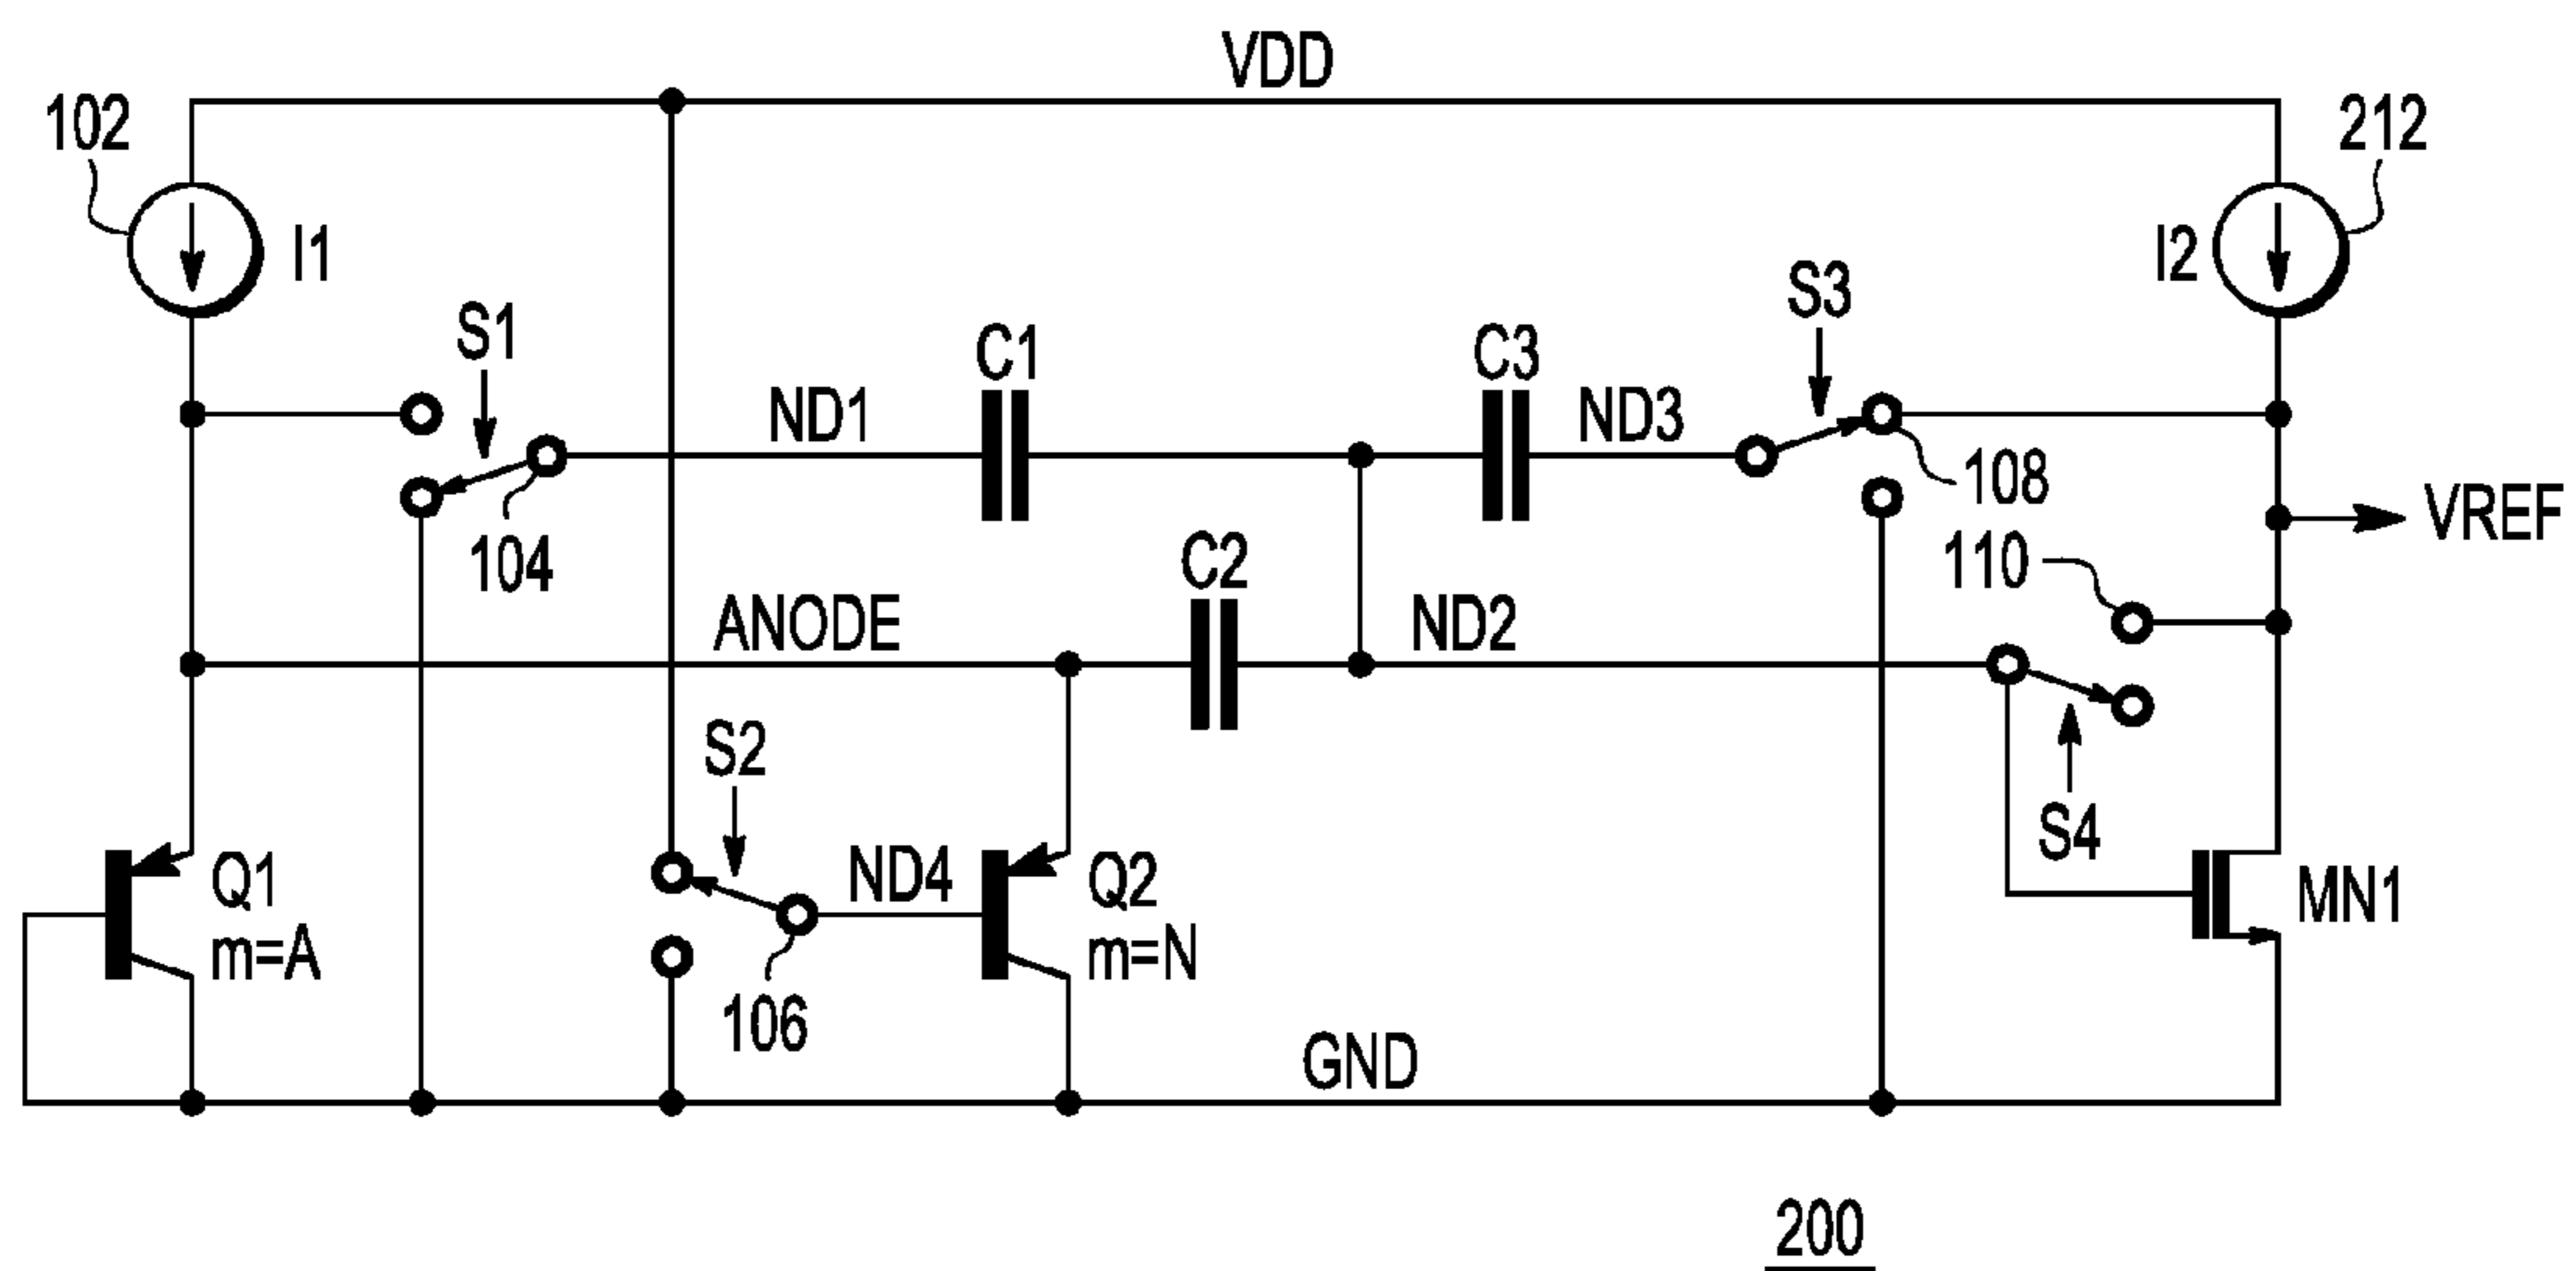 VDD
102
212
I1
I2
S1
S3
C1
C3
ND1
ND3
108
VREF
104
C2
110
ANODE
ND2
S2
S4
ND4
Q1
m=A
Q2
m=N
MN1
106
GND
200